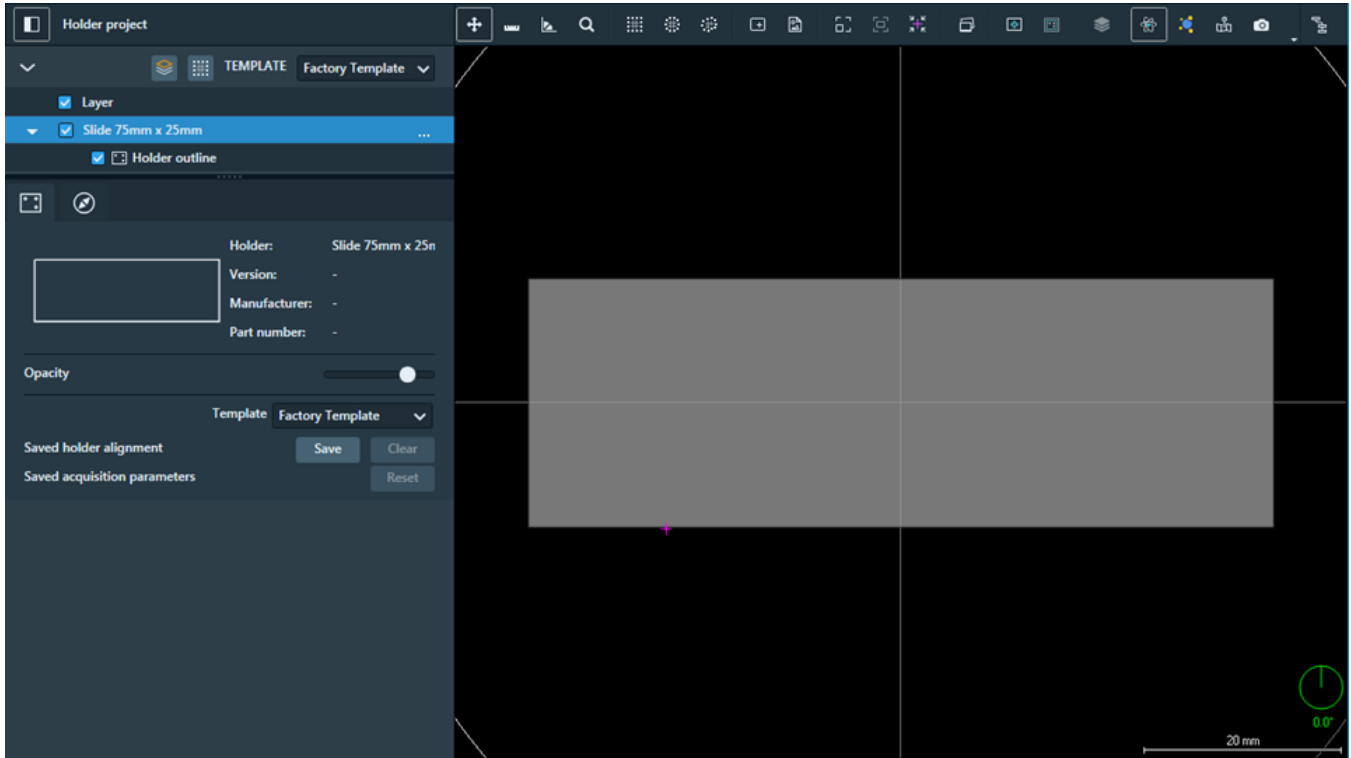 Holder project
TEMPLATE Factory Template
Layer
Slide 75mm x 25mm ...
Holder outline
Holder: Slide 75mm x 25n
Version: -
Manufacturer: -
Part number: -
Opacity
Template Factory Template
Saved holder alignment Save Clear
Saved acquisition parameters Reset
0.0°
20 mm